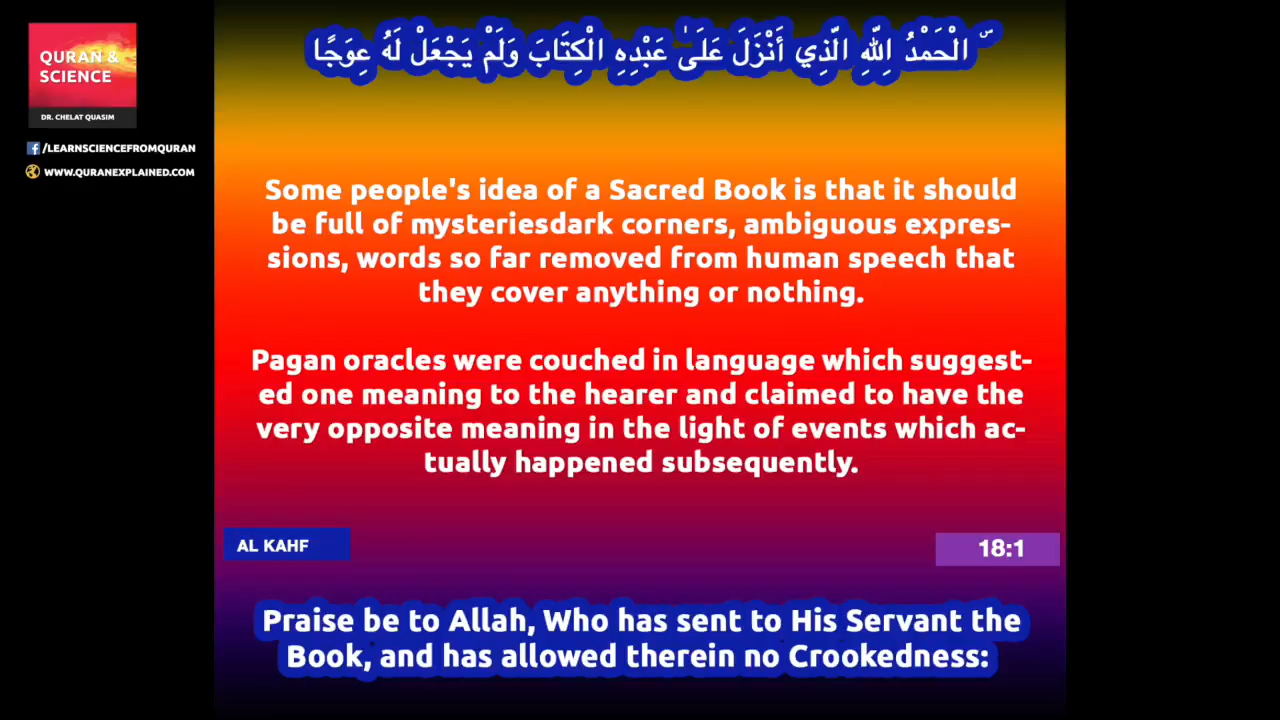 QURAN &
SCIENCE
DR. CHELAT QUASIM
/LEARNSCIENCEFROMQURAN
WWW.QURANEXPLAINED.COM
الْحَمْدُ لِلَّهِ الَّذِي أَنْزَلَ عَلَىٰ عَبْدِهِ الْكِتَابَ وَلَمْ يَجْعَلْ لَهُ عِوَجًا ۜ
Some people's idea of a Sacred Book is that it should
be full of mysteriesdark corners, ambiguous expres-
sions, words so far removed from human speech that
they cover anything or nothing.
Pagan oracles were couched in language which suggest-
ed one meaning to the hearer and claimed to have the
very opposite meaning in the light of events which ac-
tually happened subsequently.
AL KAHF
18:1
Praise be to Allah, Who has sent to His Servant the
Book, and has allowed therein no Crookedness: